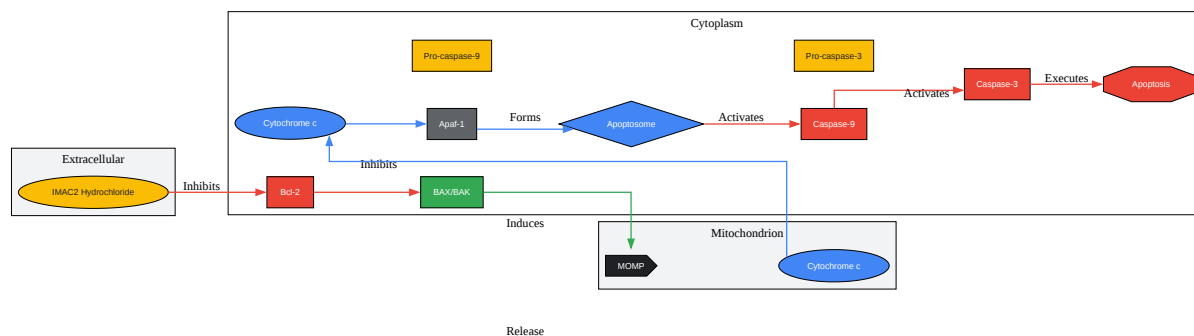 Cytoplasm
Pro-caspase-9
Pro-caspase-3
Caspase-3
Executes
Apoptosis
Activates
Cytochrome c
Apaf-1
Forms
Apoptosome
Activates
Caspase-9
Extracellular
IMAC2 Hydrochloride
Inhibits
Bcl-2
Inhibits
BAX/BAK
Induces
Mitochondrion
MOMP
Cytochrome c
Release